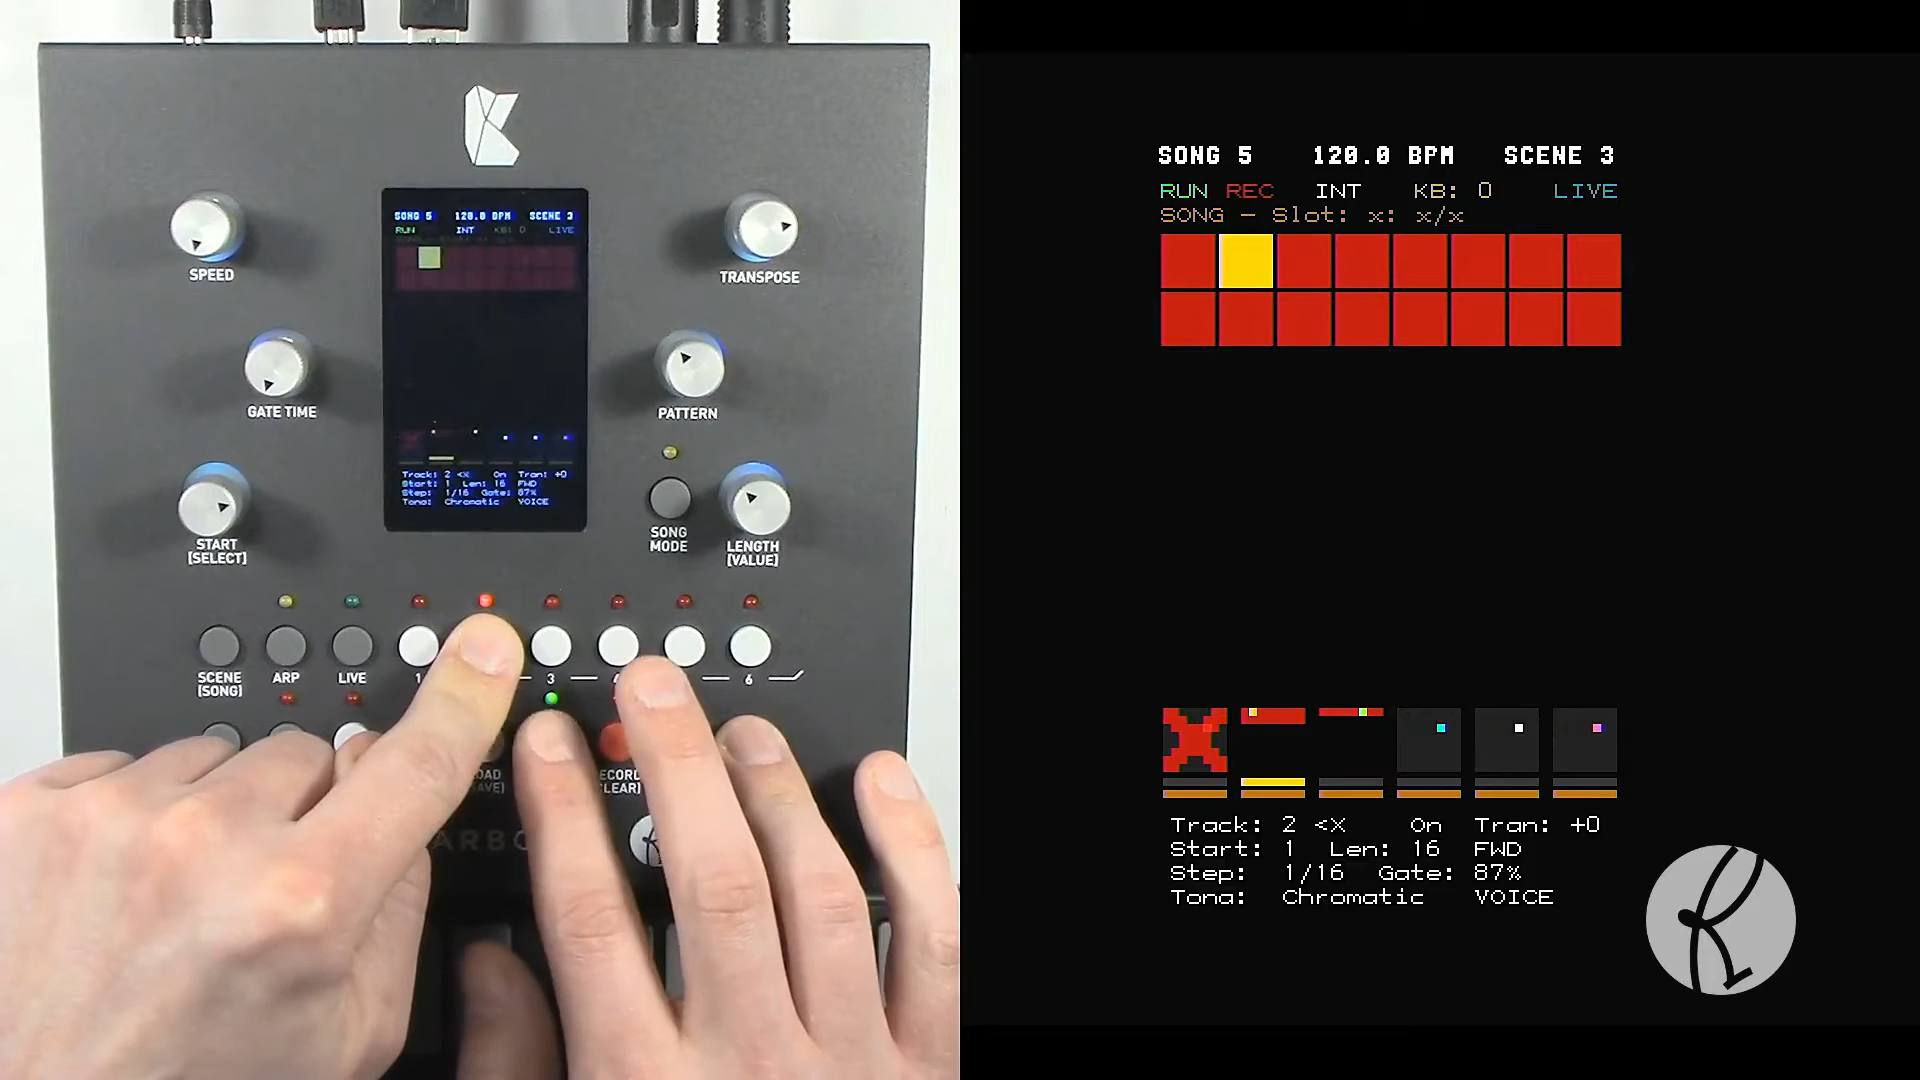 SPEED
TRANSPOSE
GATE TIME
PATTERN
START
[SELECT]
SONG
MODE
LENGTH
[VALUE]
SONG 5 120.0 BPM SCENE 3
RUN INT KB: 0 LIVE
Track: 2 <X On Tran: +0
Start: 1 Len: 16 FWD
Step: 1/16 Gate: 87%
Tona: Chromatic VOICE
SCENE
[SONG]
ARP
LIVE
1
3
6
SONG 5 120.0 BPM SCENE 3
RUN REC INT KB: 0 LIVE
SONG - Slot: x: x/x
Track: 2 <X On Tran: +0
Start: 1 Len: 16 FWD
Step: 1/16 Gate: 87%
Tona: Chromatic VOICE